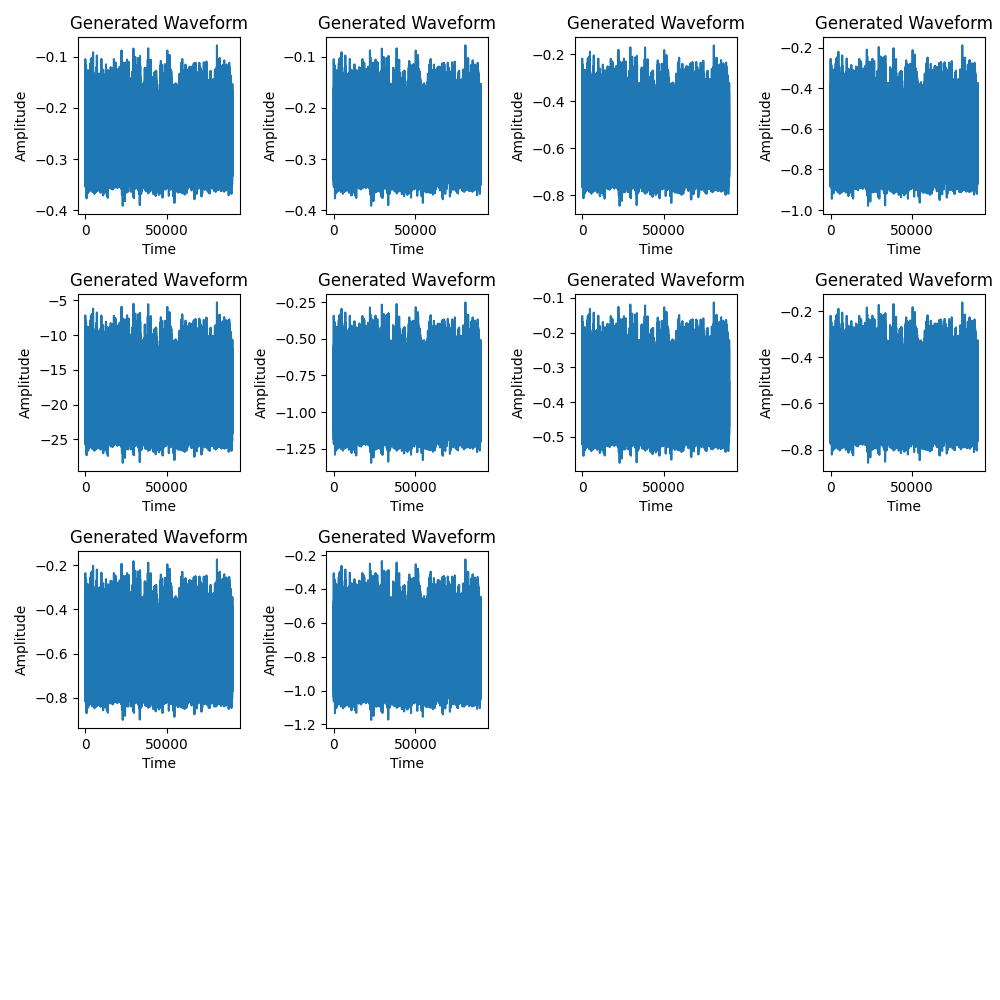 Generated Waveform Generated Waveform Generated Waveform Generated Waveform
−0.1 −0.1 −0.2 −0.2
−0.2 −0.2 −0.4 −0.4
−0.3 −0.3 −0.6 −0.6
−0.4 −0.4 −0.8 −0.8
−1.0
Amplitude Amplitude Amplitude Amplitude
0 50000 0 50000 0 50000 0 50000
Time Time Time Time
Generated Waveform Generated Waveform Generated Waveform Generated Waveform
−5 −0.25 −0.1 −0.2
−10 −0.50 −0.2 −0.4
−15 −0.75 −0.3 −0.6
−20 −1.00 −0.4 −0.8
−25 −1.25 −0.5
Amplitude Amplitude Amplitude Amplitude
0 50000 0 50000 0 50000 0 50000
Time Time Time Time
Generated Waveform Generated Waveform
−0.2 −0.2
−0.4 −0.4
−0.6 −0.6
−0.8 −0.8
−1.0
−1.2
Amplitude Amplitude
0 50000 0 50000
Time Time